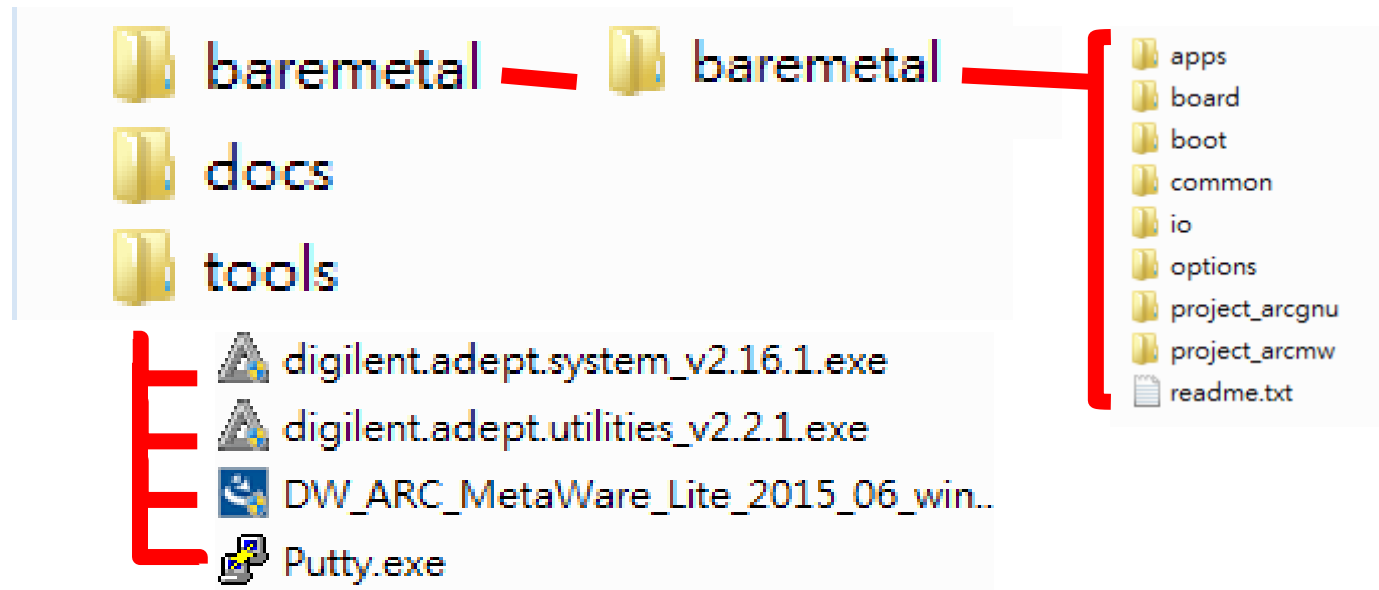 baremetal
baremetal
docs
tools
digilent.adept.system_v2.16.1.exe
digilent.adept.utilities_v2.2.1.exe
DW_ARC_MetaWare_Lite_2015_06_win..
Putty.exe
apps
board
boot
common
io
options
project_arcgnu
project_arcmw
readme.txt